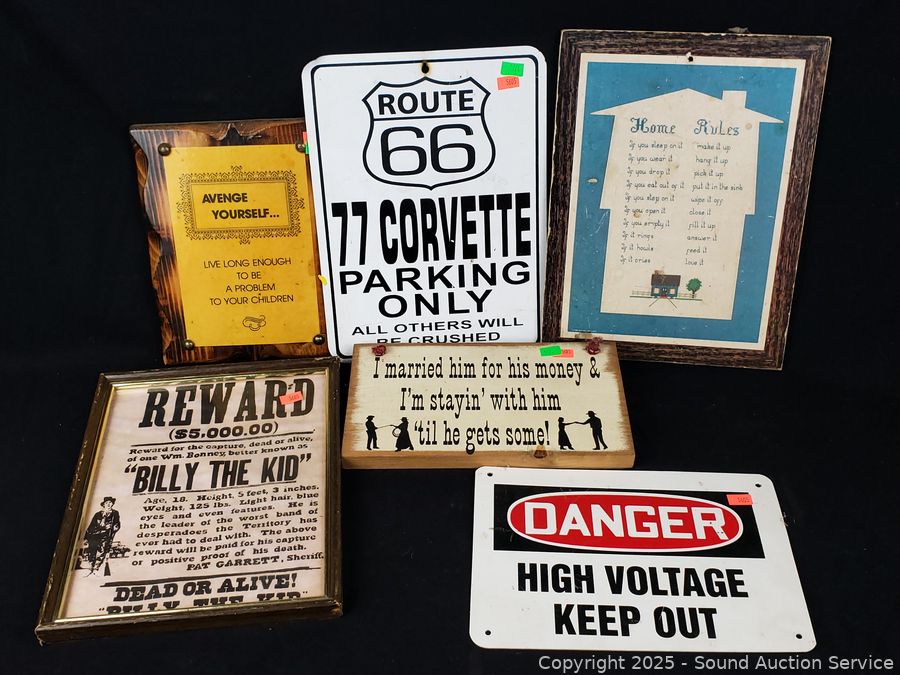 AVENGE
YOURSELF...
LIVE LONG ENOUGH
TO BE
A PROBLEM
TO YOUR CHILDREN
ROUTE
66
77 CORVETTE
PARKING
ONLY
ALL OTHERS WILL
BE CRUSHED
5605
Home Rules
If you sleep on it make it up
If you wear it hang it up
If you drop it pick it up
If you eat out of it put it in the sink
If you step on it wipe it off
If you open it close it
If you empty it fill it up
If it rings answer it
If it howls feed it
If it cries love it
REWARD
($5,000.00)
Reward for the capture, dead or alive,
of one Wm. Bonney, better known as
"BILLY THE KID"
Age, 18. Height, 5 feet, 3 inches.
Weight, 125 lbs. Light hair, blue
eyes and even features. He is
the leader of the worst band of
desperadoes the Territory has
ever had to deal with. The above
reward will be paid for his capture
or positive proof of his death.
PAT GARRETT, Sheriff.
DEAD OR ALIVE!
"BILLY THE KID"
5605
I married him for his money &
I'm stayin' with him
'til he gets some!
DANGER
HIGH VOLTAGE
KEEP OUT
5605
Copyright 2025 - Sound Auction Service